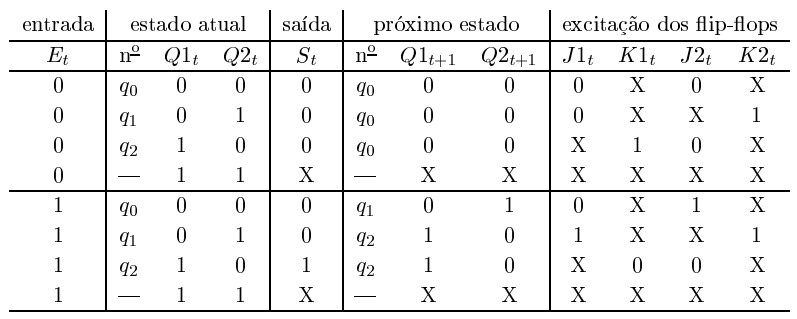 entrada estado atual saída próximo estado excitação dos flip-flops
E_t nº Q1_t Q2_t S_t nº Q1_{t+1} Q2_{t+1} J1_t K1_t J2_t K2_t
0 q_0 0 0 0 q_0 0 0 0 X 0 X
0 q_1 0 1 0 q_0 0 0 0 X X 1
0 q_2 1 0 0 q_0 0 0 X 1 0 X
0 — 1 1 X — X X X X X X
1 q_0 0 0 0 q_1 0 1 0 X 1 X
1 q_1 0 1 0 q_2 1 0 1 X X 1
1 q_2 1 0 1 q_2 1 0 X 0 0 X
1 — 1 1 X — X X X X X X